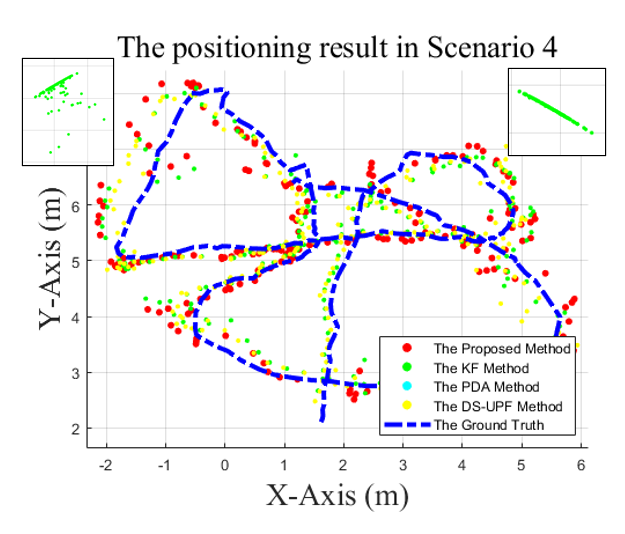 The positioning result in Scenario 4
Y-Axis (m)
6
5
4
3
2
The Proposed Method
The KF Method
The PDA Method
The DS-UPF Method
The Ground Truth
-2 -1 0 1 2 3 4 5 6
X-Axis (m)